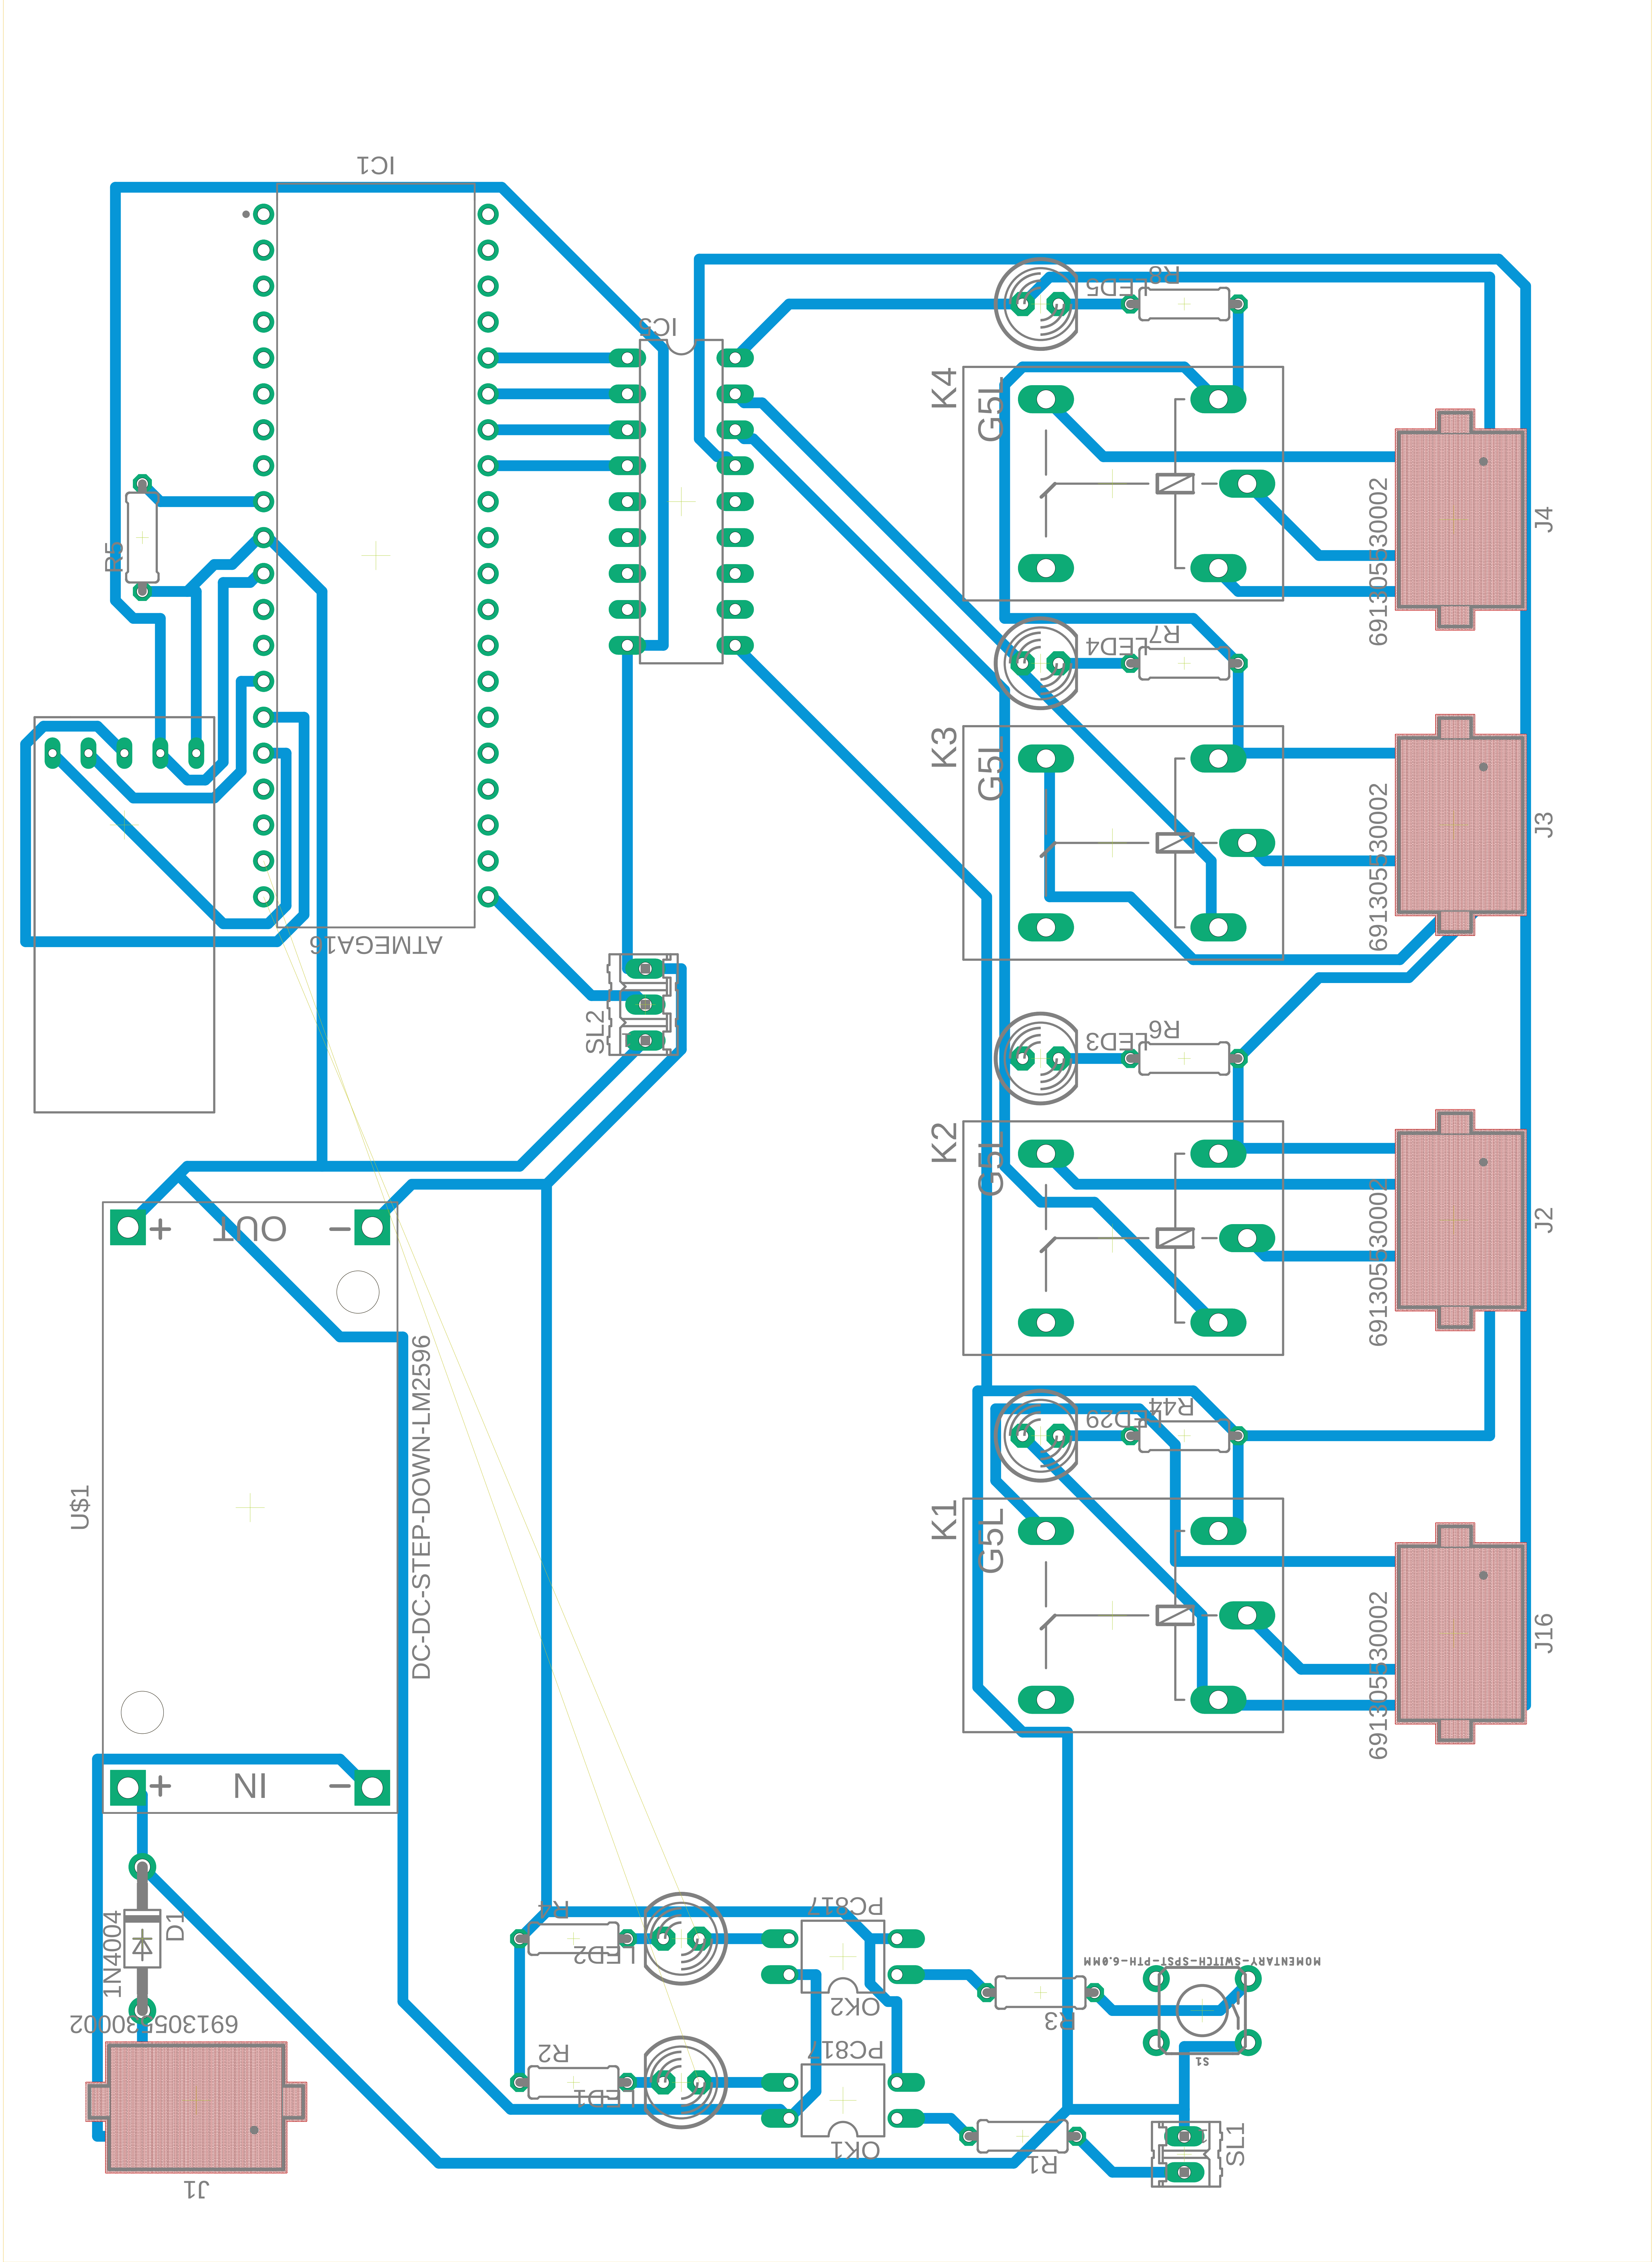 IC1
IC3
R5
ATMEGA16
SL2
R8
LED5
K4
G5L
691305530002
J4
R7
LED4
K3
G5L
691305530002
J3
R6
LED3
K2
G5L
691305530002
J2
R44
LED29
K1
G5L
691305530002
J16
+ OUT -
U$1
DC-DC-STEP-DOWN-LM2596
+ IN -
1N4004
D1
691305530002
J1
R4
LED2
PC817
OK2
R2
LED1
PC817
OK1
R3
R1
MOMENTARY-SWITCH-SPST-PTH-6.0MM
S1
SL1
1